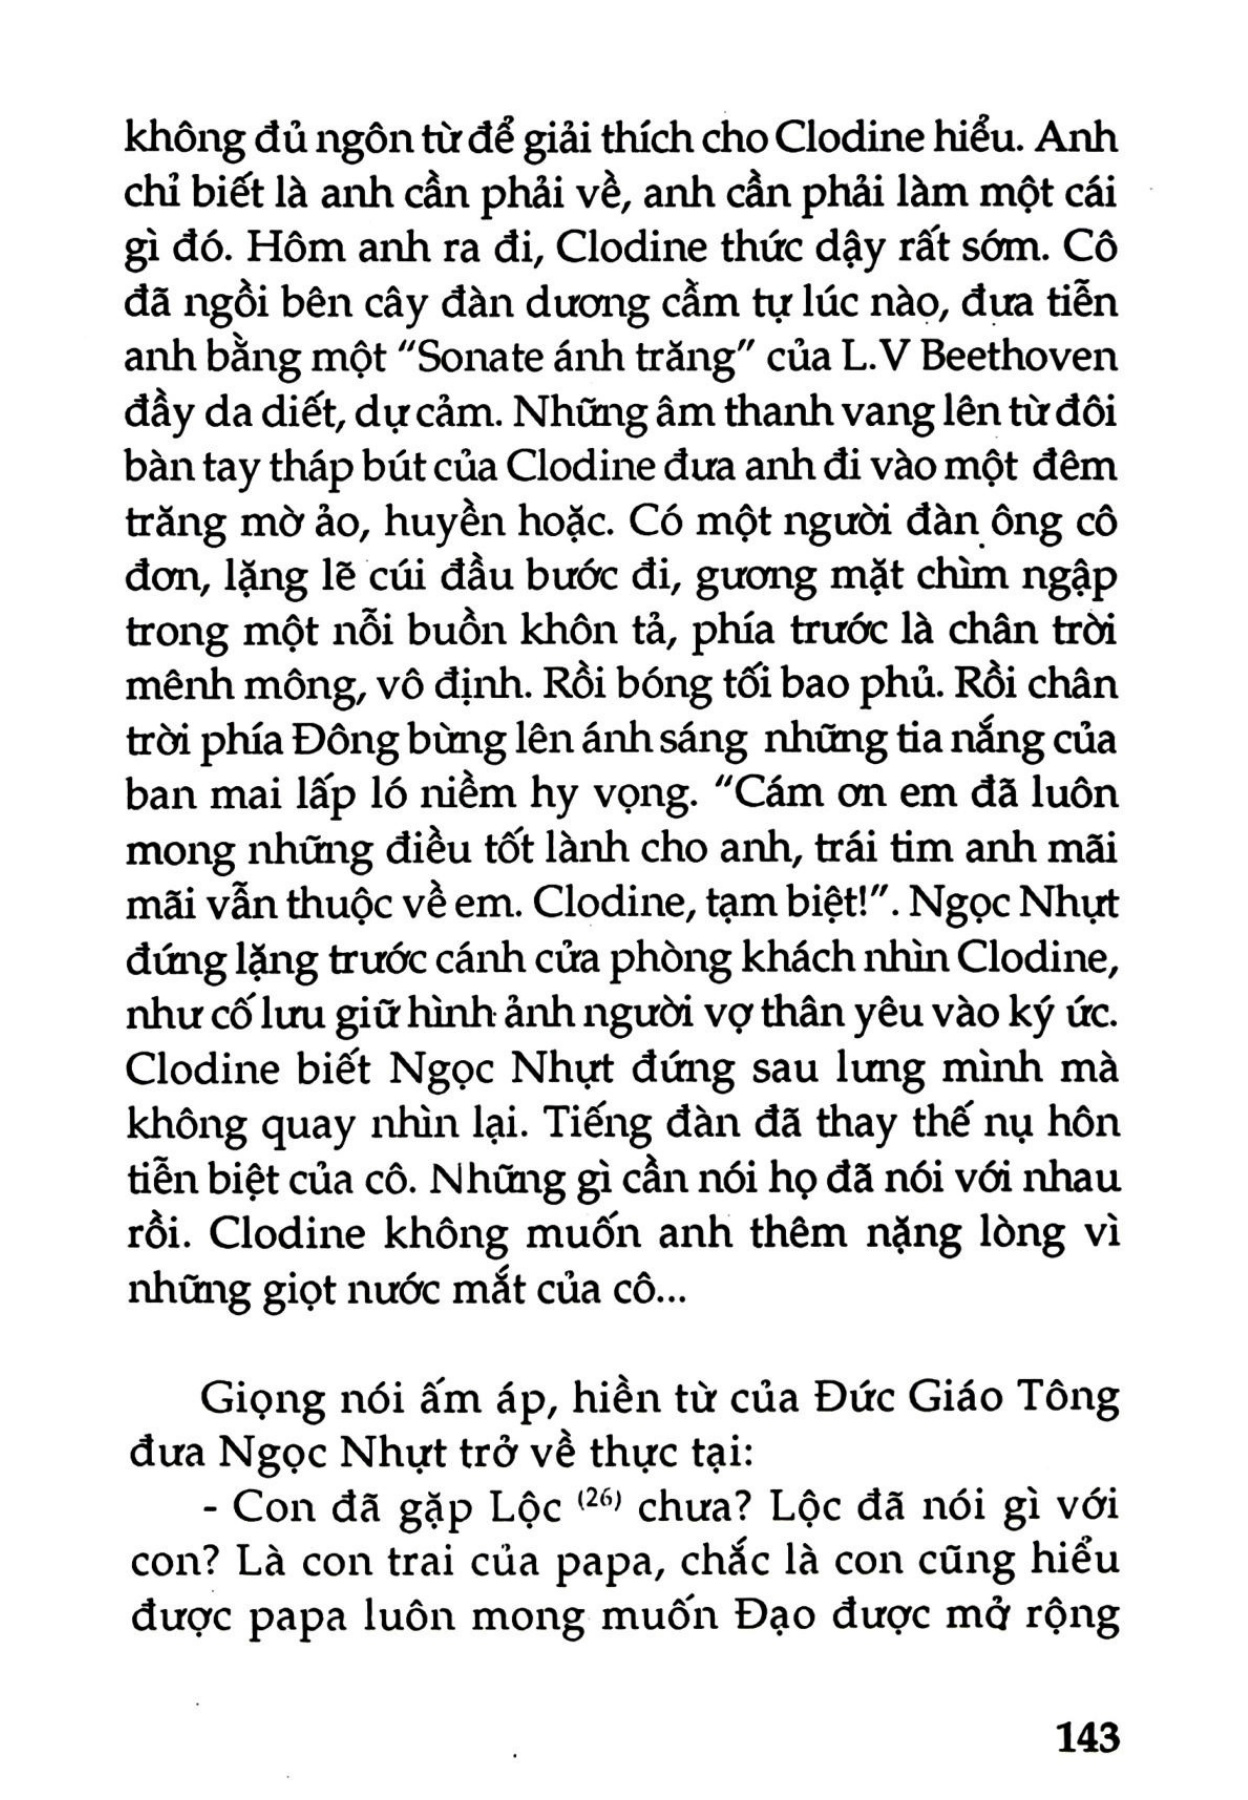 không đủ ngôn từ để giải thích cho Clodine hiểu. Anh
chỉ biết là anh cần phải về, anh cần phải làm một cái
gì đó. Hôm anh ra đi, Clodine thức dậy rất sớm. Cô
đã ngồi bên cây đàn dương cầm tự lúc nào, đưa tiễn
anh bằng một "Sonate ánh trăng" của L.V Beethoven
đầy da diết, dự cảm. Những âm thanh vang lên từ đôi
bàn tay tháp bút của Clodine đưa anh đi vào một đêm
trăng mờ ảo, huyền hoặc. Có một người đàn ông cô
đơn, lặng lẽ cúi đầu bước đi, gương mặt chìm ngập
trong một nỗi buồn khôn tả, phía trước là chân trời
mênh mông, vô định. Rồi bóng tối bao phủ. Rồi chân
trời phía Đông bừng lên ánh sáng những tia nắng của
ban mai lấp ló niềm hy vọng. "Cám ơn em đã luôn
mong những điều tốt lành cho anh, trái tim anh mãi
mãi vẫn thuộc về em. Clodine, tạm biệt!". Ngọc Nhựt
đứng lặng trước cánh cửa phòng khách nhìn Clodine,
như cố lưu giữ hình ảnh người vợ thân yêu vào ký ức.
Clodine biết Ngọc Nhựt đứng sau lưng mình mà
không quay nhìn lại. Tiếng đàn đã thay thế nụ hôn
tiễn biệt của cô. Những gì cần nói họ đã nói với nhau
rồi. Clodine không muốn anh thêm nặng lòng vì
những giọt nước mắt của cô...
Giọng nói ấm áp, hiền từ của Đức Giáo Tông
đưa Ngọc Nhựt trở về thực tại:
- Con đã gặp Lộc (26) chưa? Lộc đã nói gì với
con? Là con trai của papa, chắc là con cũng hiểu
được papa luôn mong muốn Đạo được mở rộng
143